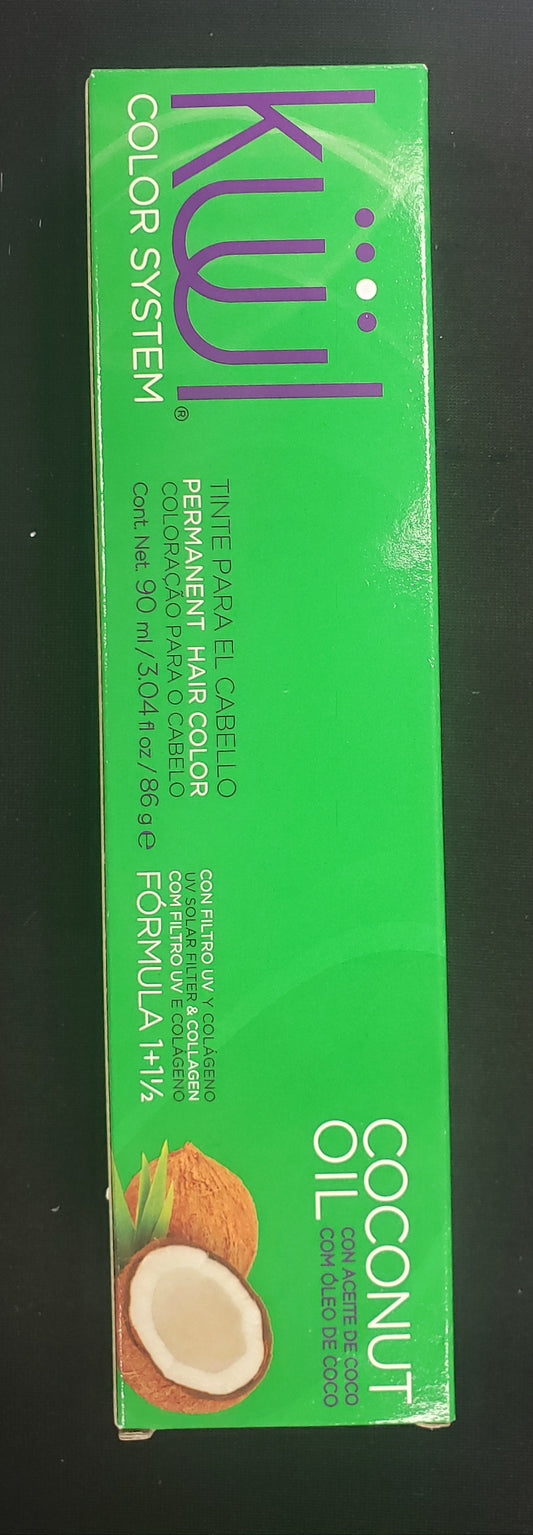 küül®
COLOR SYSTEM
TINTE PARA EL CABELLO
PERMANENT HAIR COLOR
COLORAÇÃO PARA O CABELO
Cont. Net. 90 ml / 3.04 fl oz / 86 g e
CON FILTRO UV Y COLÁGENO
UV SOLAR FILTER & COLLAGEN
COM FILTRO UV E COLÁGENO
FÓRMULA 1+1½
COCONUT
OIL
CON ACEITE DE COCO
COM ÓLEO DE COCO